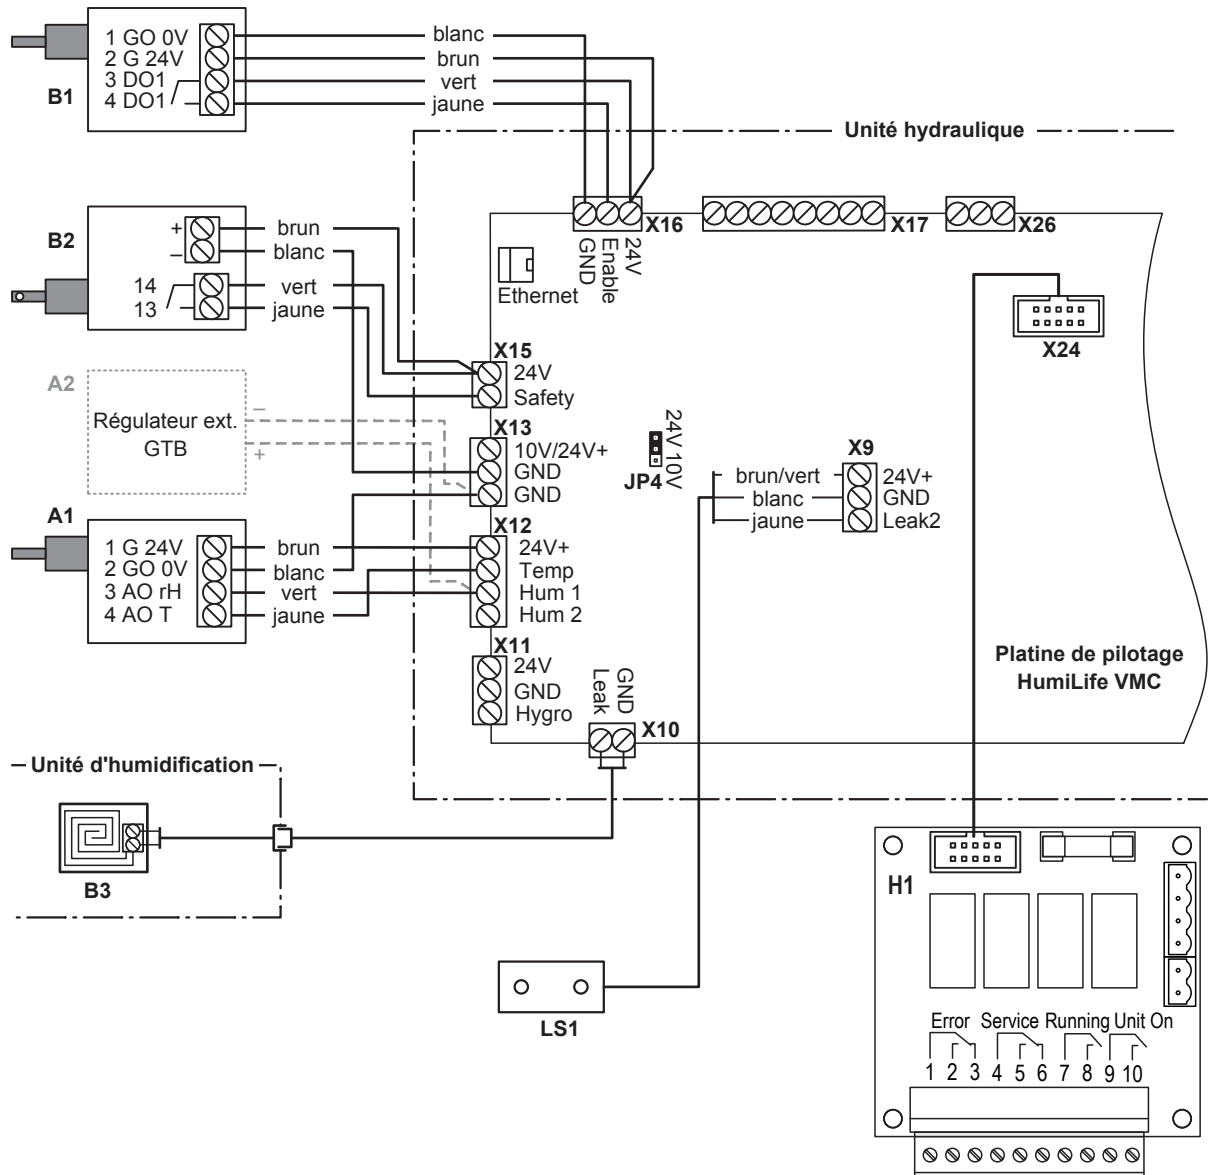 1 GO 0V
2 G 24V
3 DO1
4 DO1
B1
blanc
brun
vert
jaune
Unité hydraulique
X16
X17
X26
GND
Enable
24V
Ethernet
B2
+
–
14
13
brun
blanc
vert
jaune
X15
24V
Safety
X24
A2
Régulateur ext.
GTB
–
+
X13
10V/24V+
GND
GND
24V 10V
JP4
X9
brun/vert
blanc
jaune
24V+
GND
Leak2
A1
1 G 24V
2 GO 0V
3 AO rH
4 AO T
brun
blanc
vert
jaune
X12
24V+
Temp
Hum 1
Hum 2
X11
24V
GND
Hygro
Leak
GND
X10
Platine de pilotage
HumiLife VMC
Unité d'humidification
B3
LS1
H1
Error Service Running Unit On
1 2 3 4 5 6 7 8 9 10